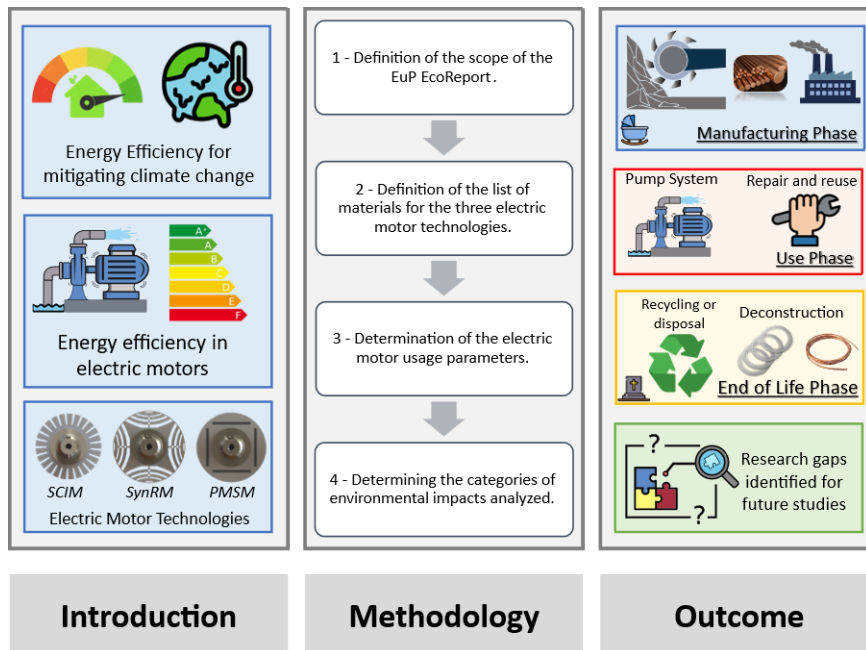 Energy Efficiency for
mitigating climate change
A+
A
B
C
D
E
F
Energy efficiency in
electric motors
SCIM
SynRM
PMSM
Electric Motor Technologies
Introduction
1 - Definition of the scope of the
EuP EcoReport.
2 - Definition of the list of
materials for the three electric
motor technologies.
3 - Determination of the electric
motor usage parameters.
4 - Determining the categories of
environmental impacts analyzed.
Methodology
Manufacturing Phase
Pump System
Repair and reuse
Use Phase
Recycling or
disposal
Deconstruction
End of Life Phase
?
?
Research gaps
identified for
future studies
Outcome